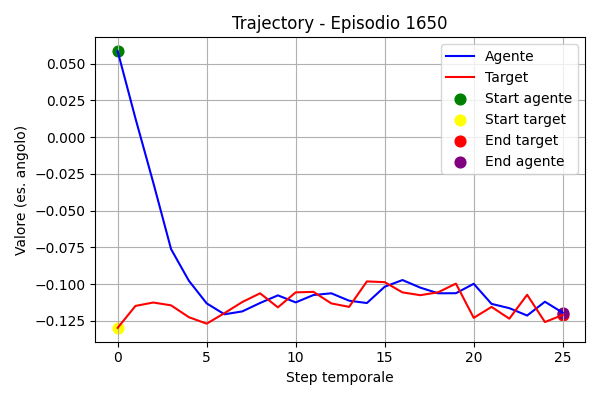 Trajectory - Episodio 1650
Valore (es. angolo)
0.050
0.025
0.000
−0.025
−0.050
−0.075
−0.100
−0.125
Agente
Target
Start agente
Start target
End target
End agente
0 5 10 15 20 25
Step temporale